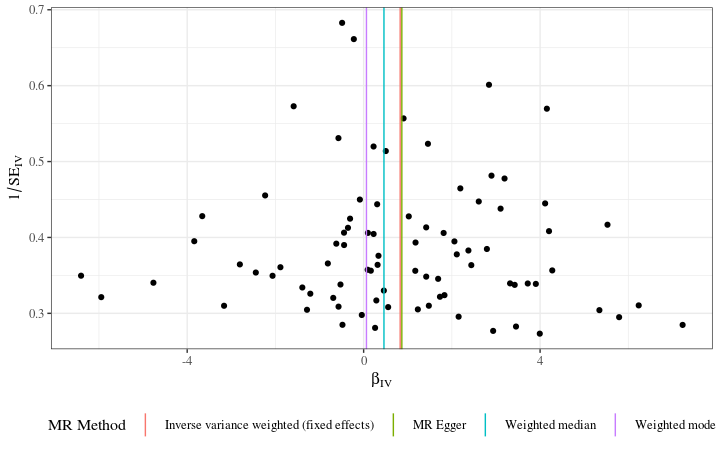 0.7
0.6
0.5
0.4
0.3
1/SE_IV
-4
0
4
β_IV
MR Method
Inverse variance weighted (fixed effects)
MR Egger
Weighted median
Weighted mode